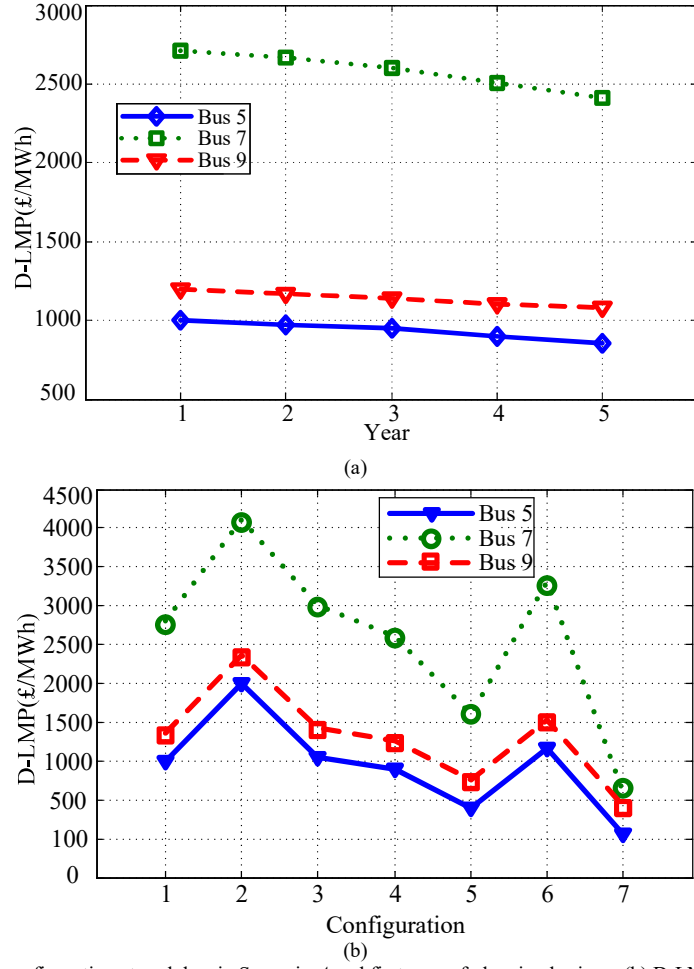 3000
2500
2000
1500
1000
500
D-LMP(£/MWh)
Bus 5
Bus 7
Bus 9
1 2 3 4 5
Year
(a)
4500
4000
3500
3000
2500
2000
1500
1000
500
100
0
D-LMP(£/MWh)
Bus 5
Bus 7
Bus 9
1 2 3 4 5 6 7
Configuration
(b)